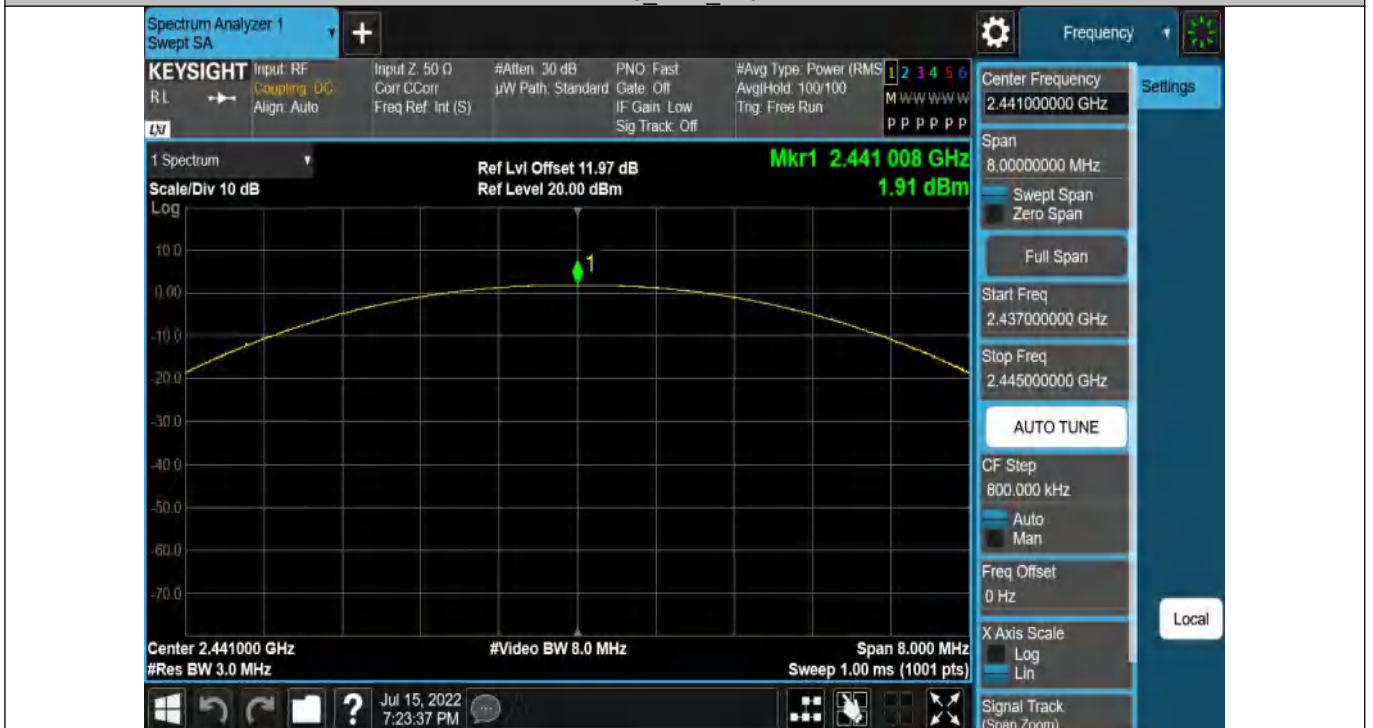 Spectrum Analyzer 1
Swept SA
Frequency
KEYSIGHT
RL
LXI
Input: RF
Coupling: DC
Align: Auto
Input Z: 50 Ω
Corr CCorr
Freq Ref: Int (S)
#Atten: 30 dB
µW Path: Standard
PNO: Fast
Gate: Off
IF Gain: Low
Sig Track: Off
#Avg Type: Power (RMS
Avg|Hold: 100/100
Trig: Free Run
1 2 3 4 5 6
M W W W W W
P P P P P P
Center Frequency
2.441000000 GHz
Settings
Span
8.00000000 MHz
Swept Span
Zero Span
Full Span
Start Freq
2.437000000 GHz
Stop Freq
2.445000000 GHz
AUTO TUNE
CF Step
800.000 kHz
Auto
Man
Freq Offset
0 Hz
X Axis Scale
Log
Lin
Signal Track
(Span Zoom)
Local
1 Spectrum
Scale/Div 10 dB
Log
Ref Lvl Offset 11.97 dB
Ref Level 20.00 dBm
Mkr1 2.441 008 GHz
1.91 dBm
1
10.0
0.00
-10.0
-20.0
-30.0
-40.0
-50.0
-60.0
-70.0
Center 2.441000 GHz
#Res BW 3.0 MHz
#Video BW 8.0 MHz
Span 8.000 MHz
Sweep 1.00 ms (1001 pts)
?
Jul 15, 2022
7:23:37 PM